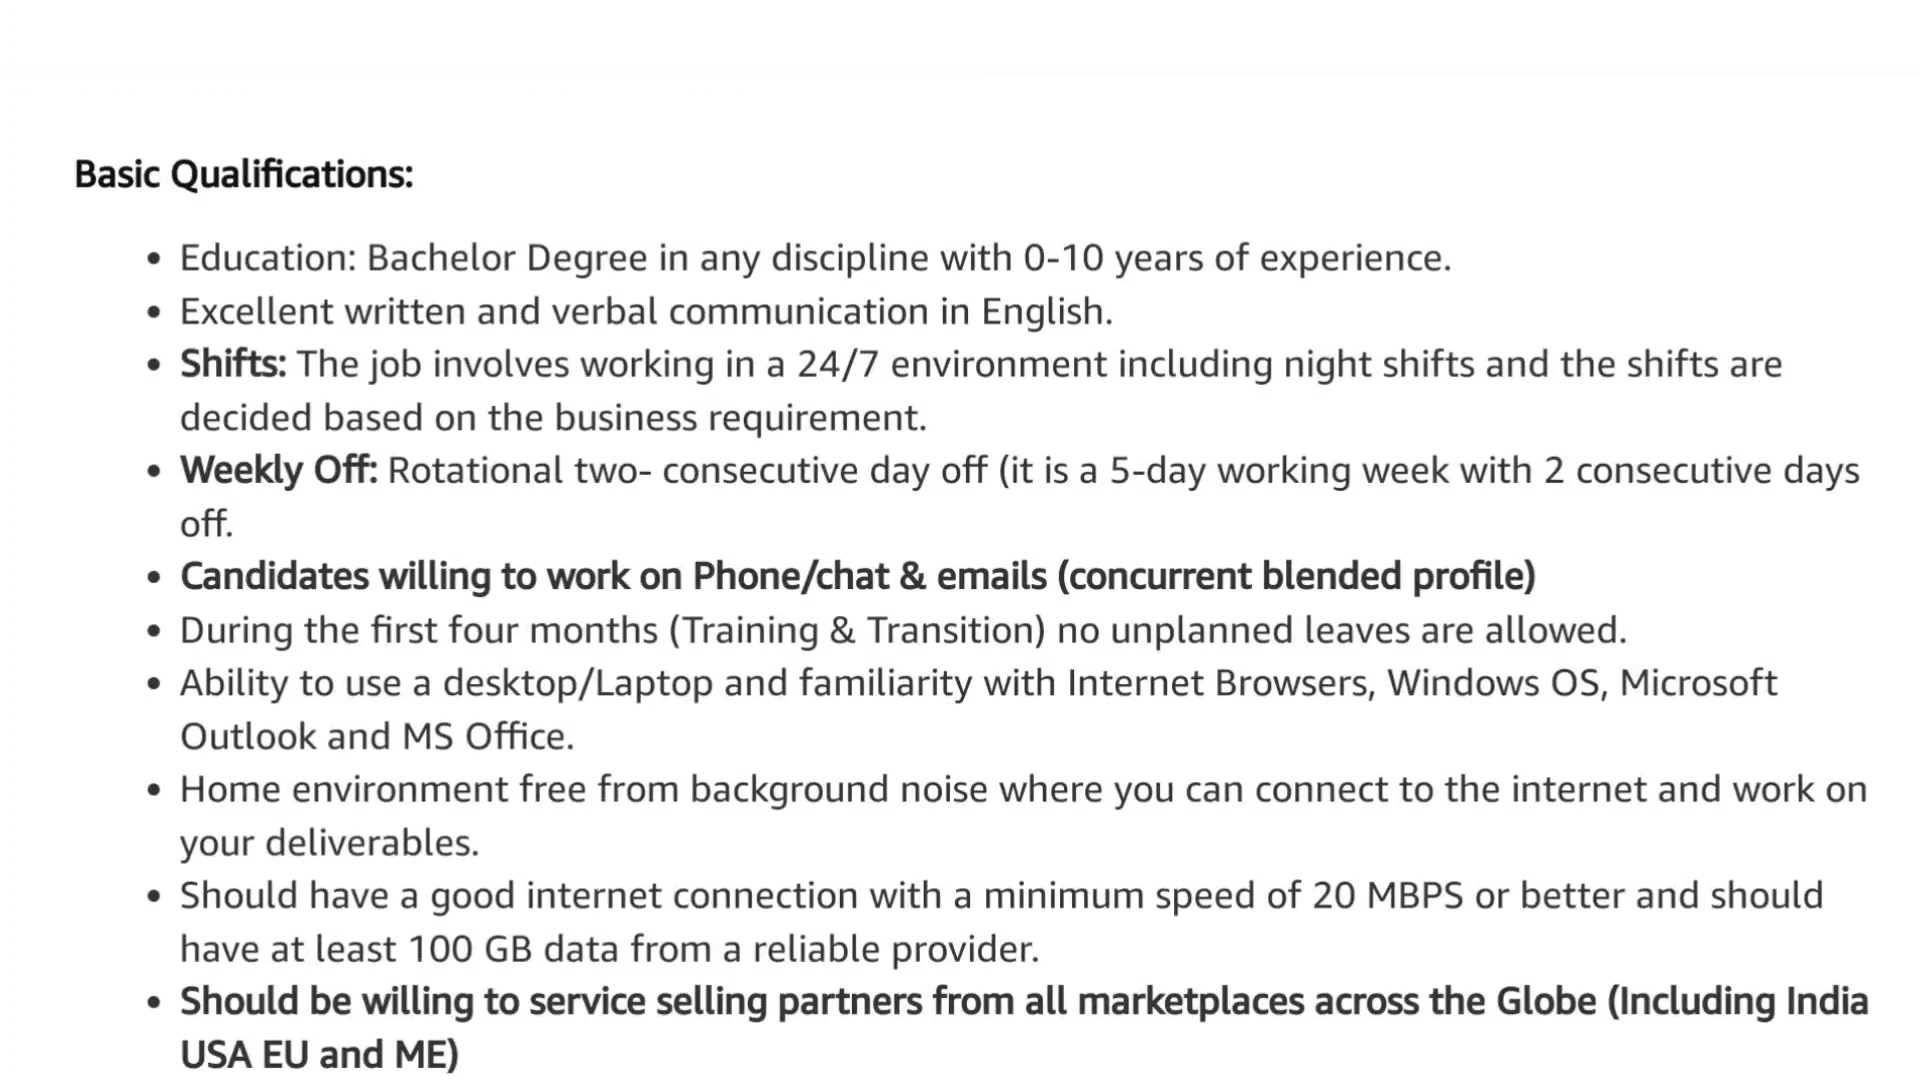 Basic Qualifications:
• Education: Bachelor Degree in any discipline with 0-10 years of experience.
• Excellent written and verbal communication in English.
• Shifts: The job involves working in a 24/7 environment including night shifts and the shifts are
decided based on the business requirement.
• Weekly Off: Rotational two- consecutive day off (it is a 5-day working week with 2 consecutive days
off.
• Candidates willing to work on Phone/chat & emails (concurrent blended profile)
• During the first four months (Training & Transition) no unplanned leaves are allowed.
• Ability to use a desktop/Laptop and familiarity with Internet Browsers, Windows OS, Microsoft
Outlook and MS Office.
• Home environment free from background noise where you can connect to the internet and work on
your deliverables.
• Should have a good internet connection with a minimum speed of 20 MBPS or better and should
have at least 100 GB data from a reliable provider.
• Should be willing to service selling partners from all marketplaces across the Globe (Including India
USA EU and ME)